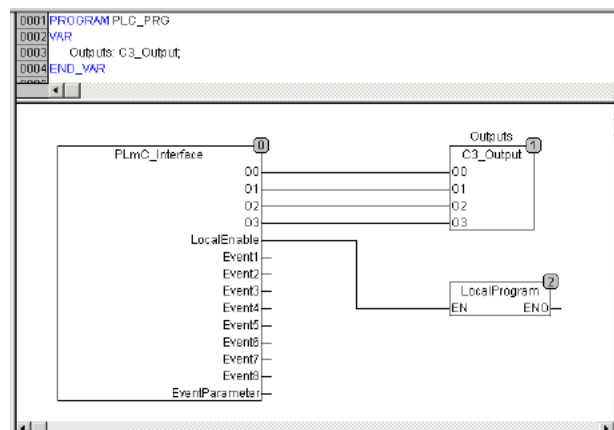 0001 PROGRAM PLC_PRG
0002 VAR
0003 Outputs: C3_Output;
0004 END_VAR
0
PLmC_Interface
O0
O1
O2
O3
LocalEnable
Event1
Event2
Event3
Event4
Event5
Event6
Event7
Event8
EventParameter
Outputs
1
C3_Output
O0
O1
O2
O3
2
LocalProgram
EN ENO